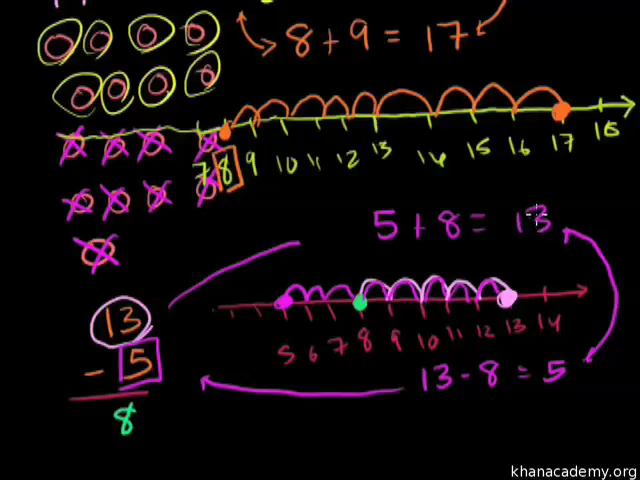 8 + 9 = 17
7 8 9 10 11 12 13 14 15 16 17 18
5 + 8 = 13
13
- 5
8
5 6 7 8 9 10 11 12 13 14
13 - 8 = 5
khanacademy.org